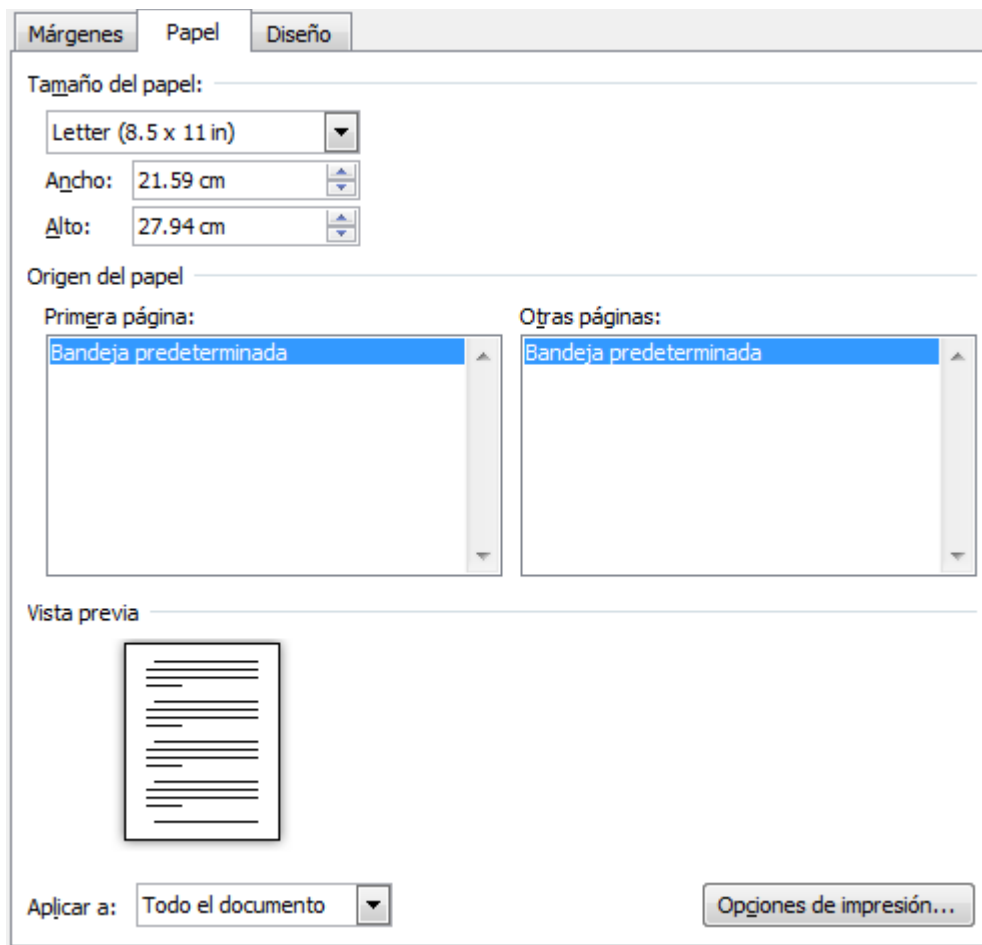 Márgenes Papel Diseño
Tamaño del papel:
Letter (8.5 x 11 in)
Ancho: 21.59 cm
Alto: 27.94 cm
Origen del papel
Primera página: Otras páginas:
Bandeja predeterminada Bandeja predeterminada
Vista previa
Aplicar a: Todo el documento Opciones de impresión...